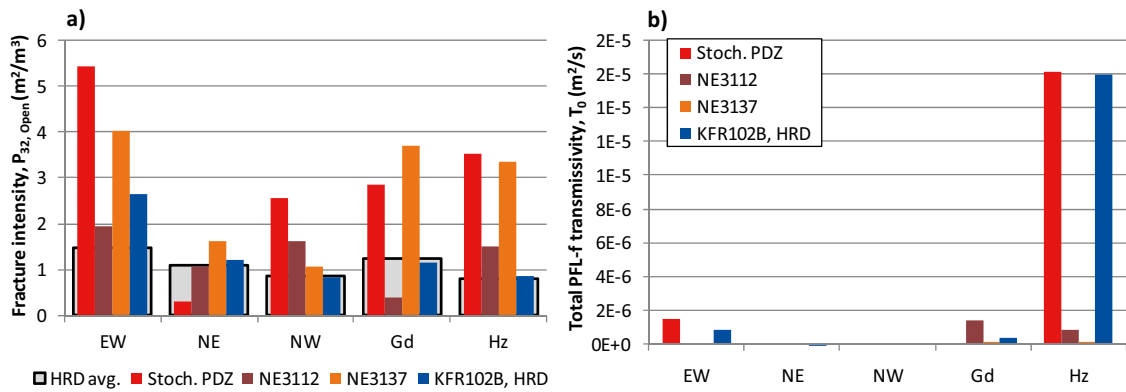 a)
Fracture intensity, P32, Open (m²/m³)
6
5
4
3
2
1
0
EW NE NW Gd Hz
HRD avg. Stoch. PDZ NE3112 NE3137 KFR102B, HRD
b)
Total PFL-f transmissivity, T0 (m²/s)
2E-5
2E-5
1E-5
1E-5
1E-5
8E-6
6E-6
4E-6
2E-6
0E+0
Stoch. PDZ
NE3112
NE3137
KFR102B, HRD
EW NE NW Gd Hz